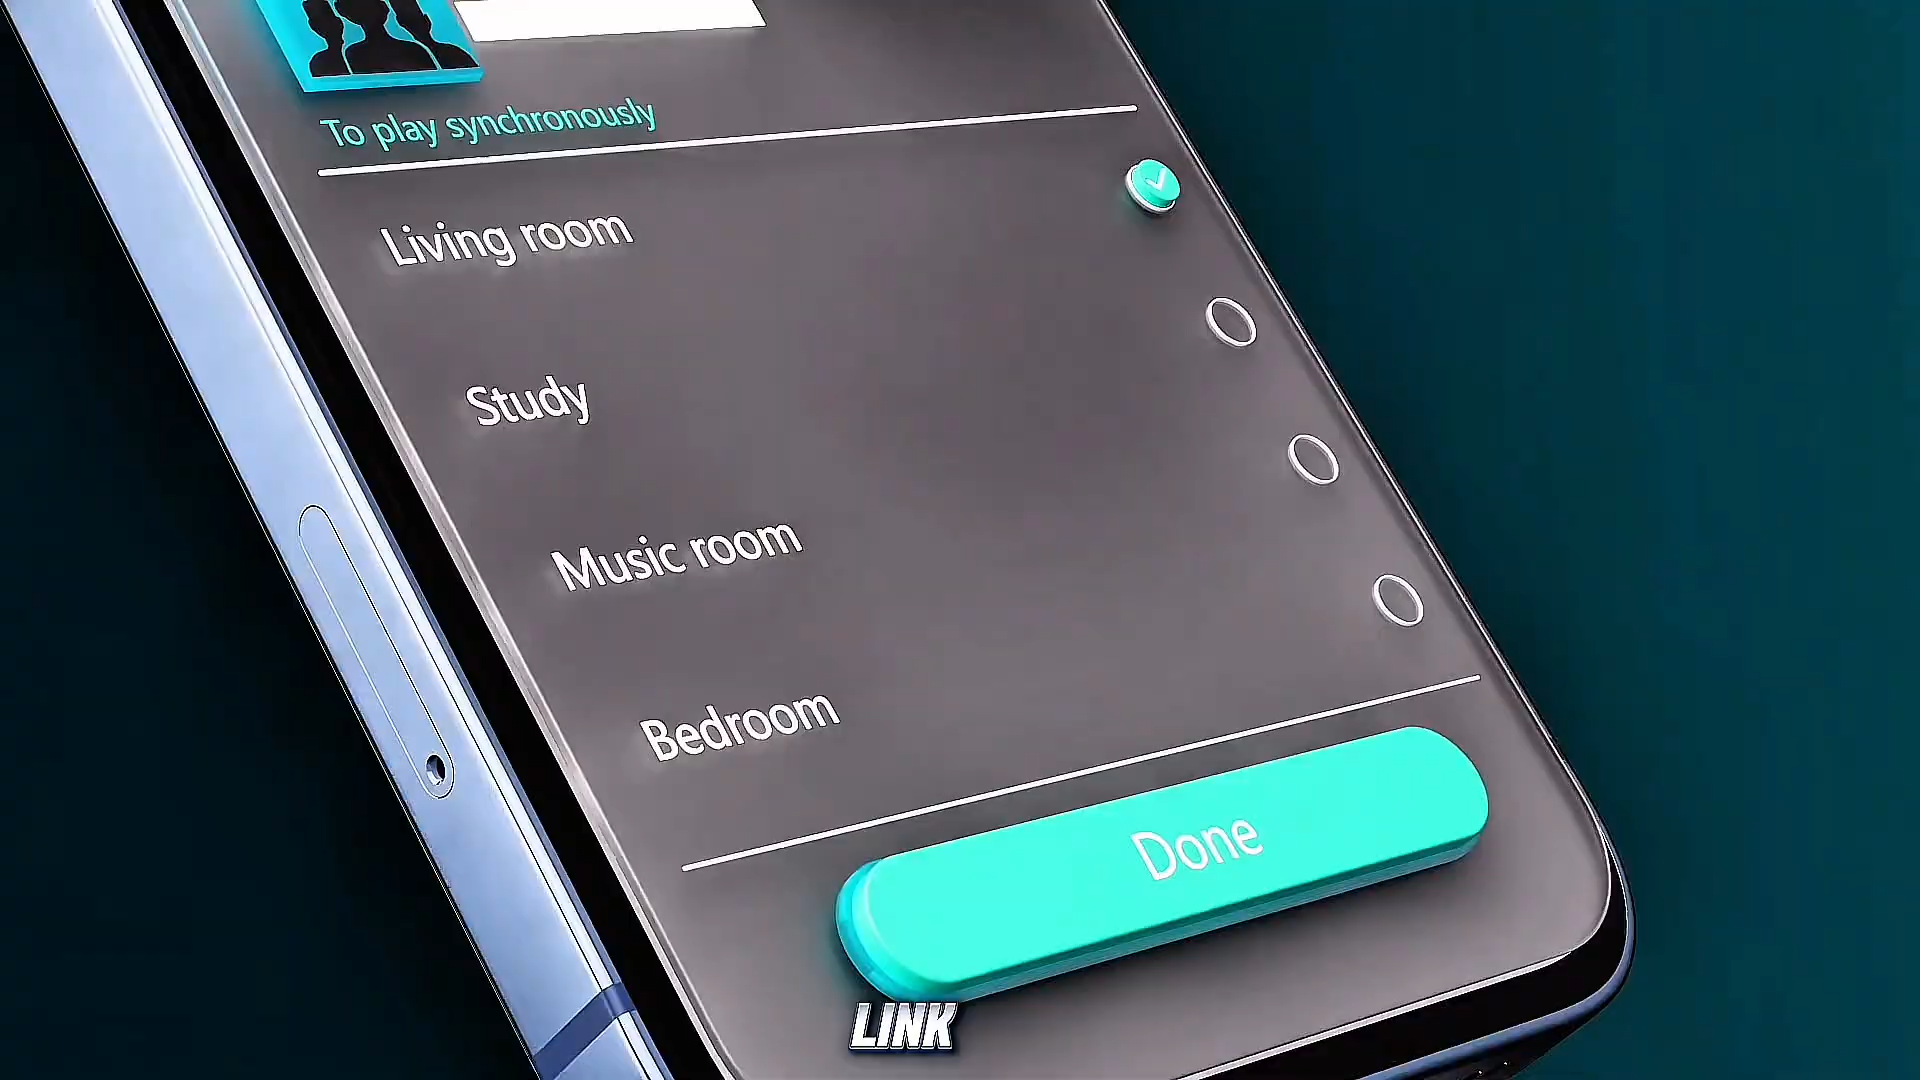 To play synchronously
Living room
Study
Music room
Bedroom
Done
LINK